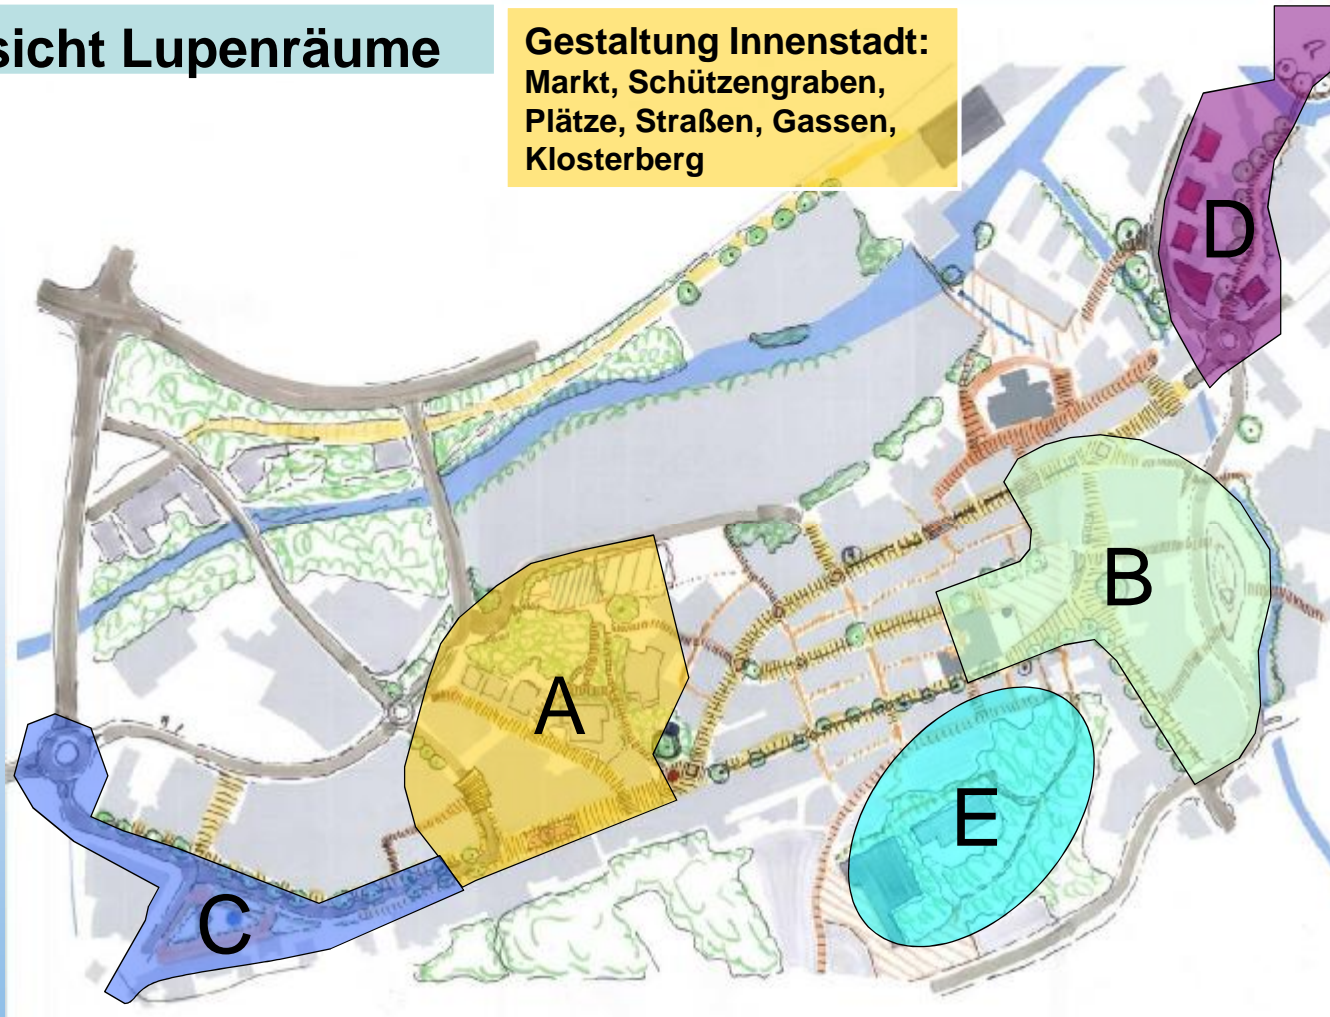 sicht Lupenräume
Gestaltung Innenstadt:
Markt, Schützengraben,
Plätze, Straßen, Gassen,
Klosterberg
?
D
B
A
E
C